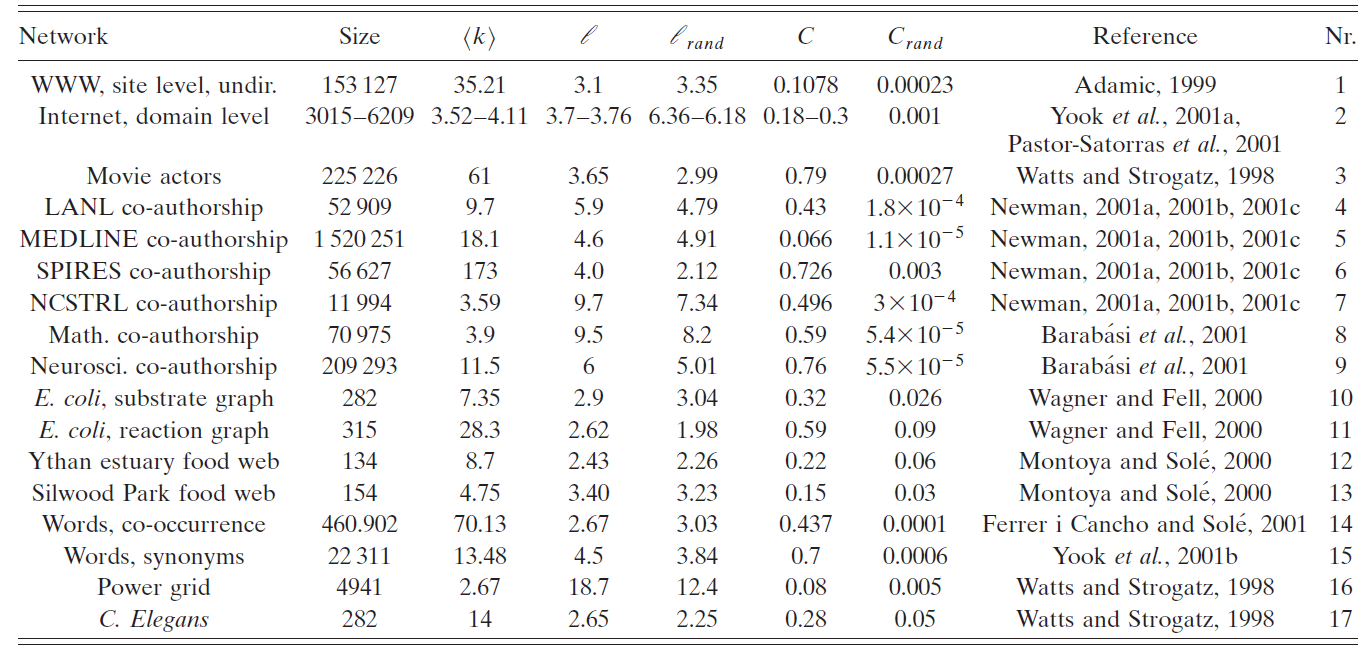 Network Size ⟨k⟩ ℓ ℓ_rand C C_rand Reference Nr.
WWW, site level, undir. 153 127 35.21 3.1 3.35 0.1078 0.00023 Adamic, 1999 1
Internet, domain level 3015–6209 3.52–4.11 3.7–3.76 6.36–6.18 0.18–0.3 0.001 Yook et al., 2001a, 2
Pastor-Satorras et al., 2001
Movie actors 225 226 61 3.65 2.99 0.79 0.00027 Watts and Strogatz, 1998 3
LANL co-authorship 52 909 9.7 5.9 4.79 0.43 1.8×10⁻⁴ Newman, 2001a, 2001b, 2001c 4
MEDLINE co-authorship 1 520 251 18.1 4.6 4.91 0.066 1.1×10⁻⁵ Newman, 2001a, 2001b, 2001c 5
SPIRES co-authorship 56 627 173 4.0 2.12 0.726 0.003 Newman, 2001a, 2001b, 2001c 6
NCSTRL co-authorship 11 994 3.59 9.7 7.34 0.496 3×10⁻⁴ Newman, 2001a, 2001b, 2001c 7
Math. co-authorship 70 975 3.9 9.5 8.2 0.59 5.4×10⁻⁵ Barabási et al., 2001 8
Neurosci. co-authorship 209 293 11.5 6 5.01 0.76 5.5×10⁻⁵ Barabási et al., 2001 9
E. coli, substrate graph 282 7.35 2.9 3.04 0.32 0.026 Wagner and Fell, 2000 10
E. coli, reaction graph 315 28.3 2.62 1.98 0.59 0.09 Wagner and Fell, 2000 11
Ythan estuary food web 134 8.7 2.43 2.26 0.22 0.06 Montoya and Solé, 2000 12
Silwood Park food web 154 4.75 3.40 3.23 0.15 0.03 Montoya and Solé, 2000 13
Words, co-occurrence 460.902 70.13 2.67 3.03 0.437 0.0001 Ferrer i Cancho and Solé, 2001 14
Words, synonyms 22 311 13.48 4.5 3.84 0.7 0.0006 Yook et al., 2001b 15
Power grid 4941 2.67 18.7 12.4 0.08 0.005 Watts and Strogatz, 1998 16
C. Elegans 282 14 2.65 2.25 0.28 0.05 Watts and Strogatz, 1998 17